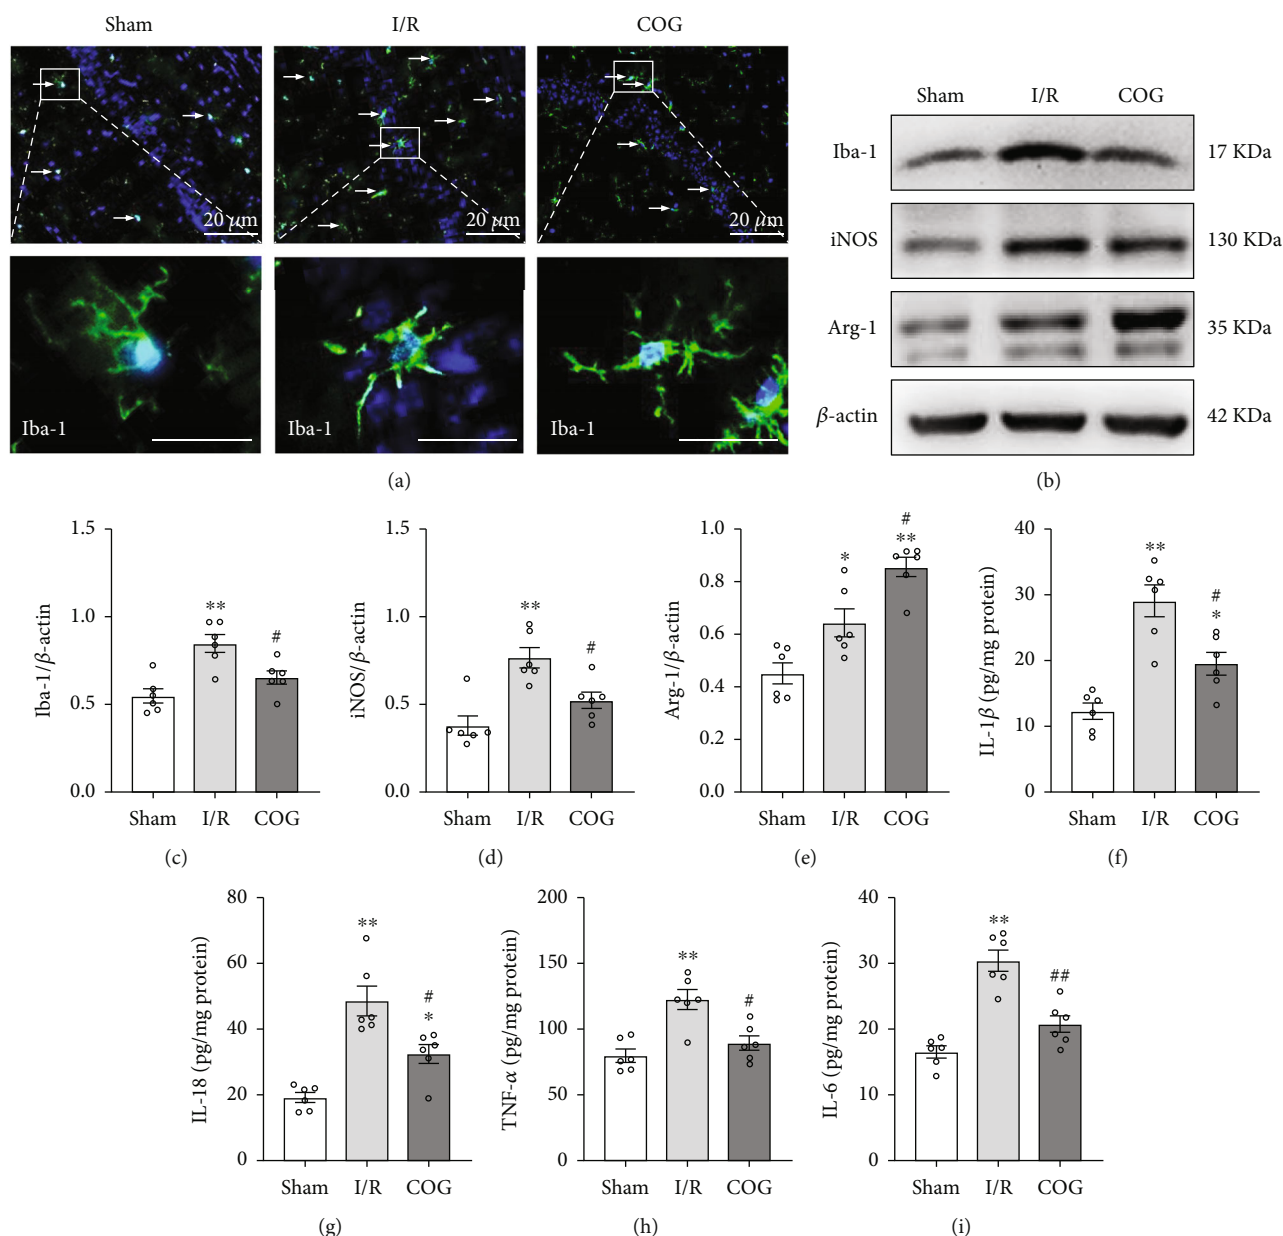 Sham I/R COG
20 µm 20 µm 20 µm
Iba-1 Iba-1 Iba-1
(a)
Sham I/R COG
Iba-1 17 KDa
iNOS 130 KDa
Arg-1 35 KDa
β-actin 42 KDa
(b)
Iba-1/β-actin
1.5
1.0
0.5
0.0
**
#
Sham I/R COG
(c)
iNOS/β-actin
1.5
1.0
0.5
0.0
**
#
Sham I/R COG
(d)
Arg-1/β-actin
1.0
0.8
0.6
0.4
0.2
0.0
*
#
**
Sham I/R COG
(e)
IL-1β (pg/mg protein)
40
30
20
10
0
**
#
*
Sham I/R COG
(f)
IL-18 (pg/mg protein)
80
60
40
20
0
**
#
*
Sham I/R COG
(g)
TNF-α (pg/mg protein)
200
150
100
50
0
**
#
Sham I/R COG
(h)
IL-6 (pg/mg protein)
40
30
20
10
0
**
##
Sham I/R COG
(i)